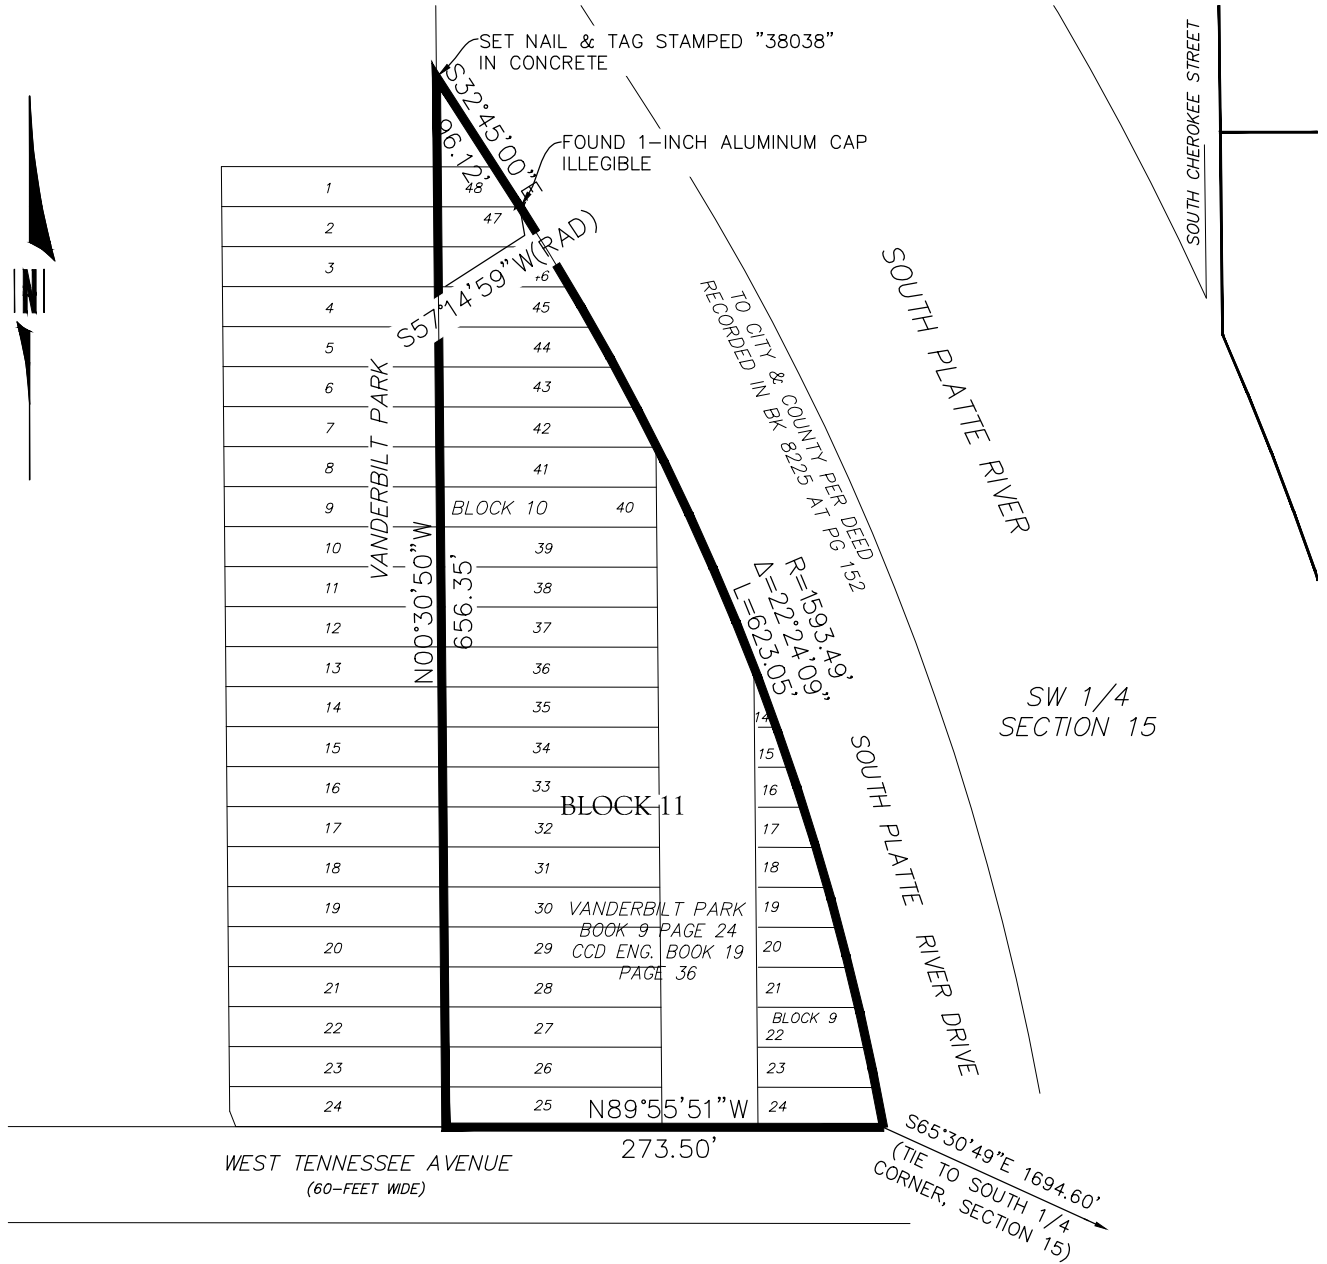 SET NAIL & TAG STAMPED "38038"
IN CONCRETE
S32°45'00"E
96.12'
FOUND 1-INCH ALUMINUM CAP
ILLEGIBLE
SOUTH CHEROKEE STREET
N
S57°14'59"W(RAD)
1
2
3
4
5
6
7
8
9
10
11
12
13
14
15
16
17
18
19
20
21
22
23
24
48
47
45
44
43
42
41
BLOCK 10
40
39
38
37
36
35
34
33
32
31
30
29
28
27
26
25
VANDERBILT PARK
N00°30'50"W
656.35'
TO CITY & COUNTY PER DEED
RECORDED IN BK 8225 AT PG 152
SOUTH PLATTE RIVER
R=1593.49'
Δ=22°24'09"
L=623.05'
SW 1/4
SECTION 15
BLOCK 11
VANDERBILT PARK
BOOK 9 PAGE 24
CCD ENG. BOOK 19
PAGE 36
14
15
16
17
18
19
20
21
BLOCK 9
22
23
24
SOUTH PLATTE RIVER DRIVE
N89°55'51"W
273.50'
WEST TENNESSEE AVENUE
(60-FEET WIDE)
S65°30'49"E 1694.60'
(TIE TO SOUTH 1/4
CORNER, SECTION 15)